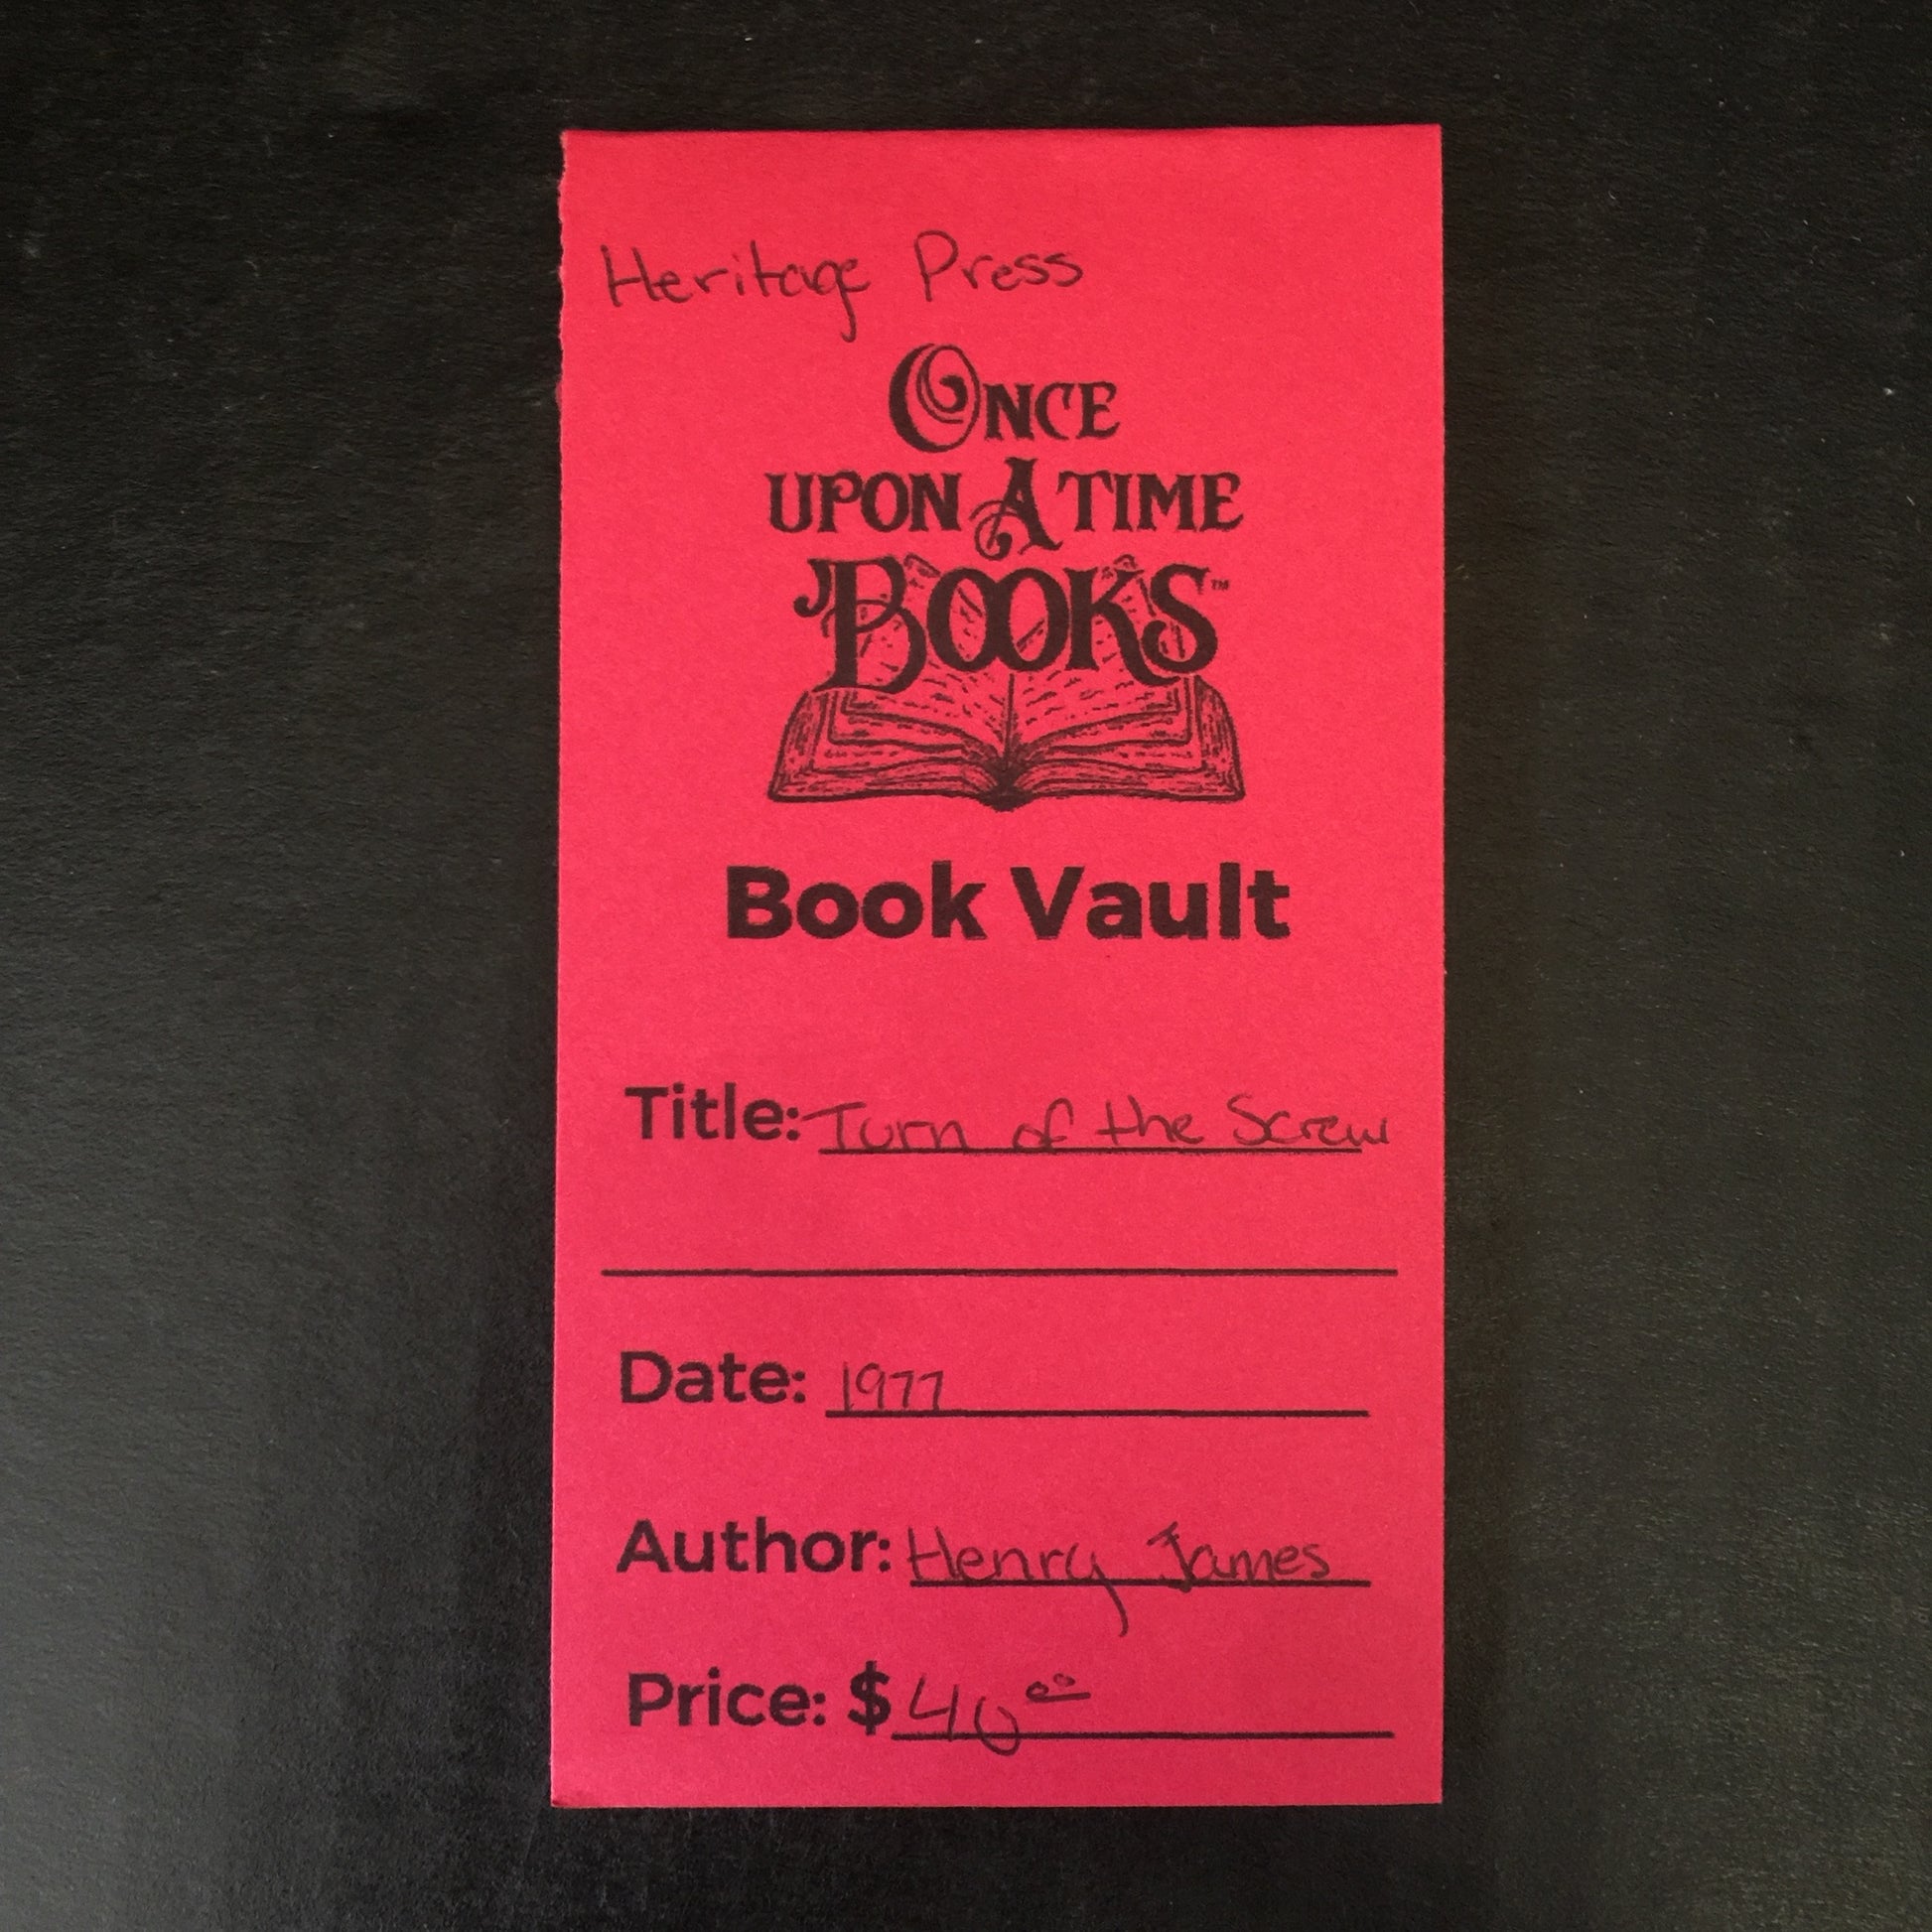 Heritage Press
ONCE
UPON A TIME
BOOKS™
Book Vault
Title: Turn of the Screw
Date: 1977
Author: Henry James
Price: $40.00